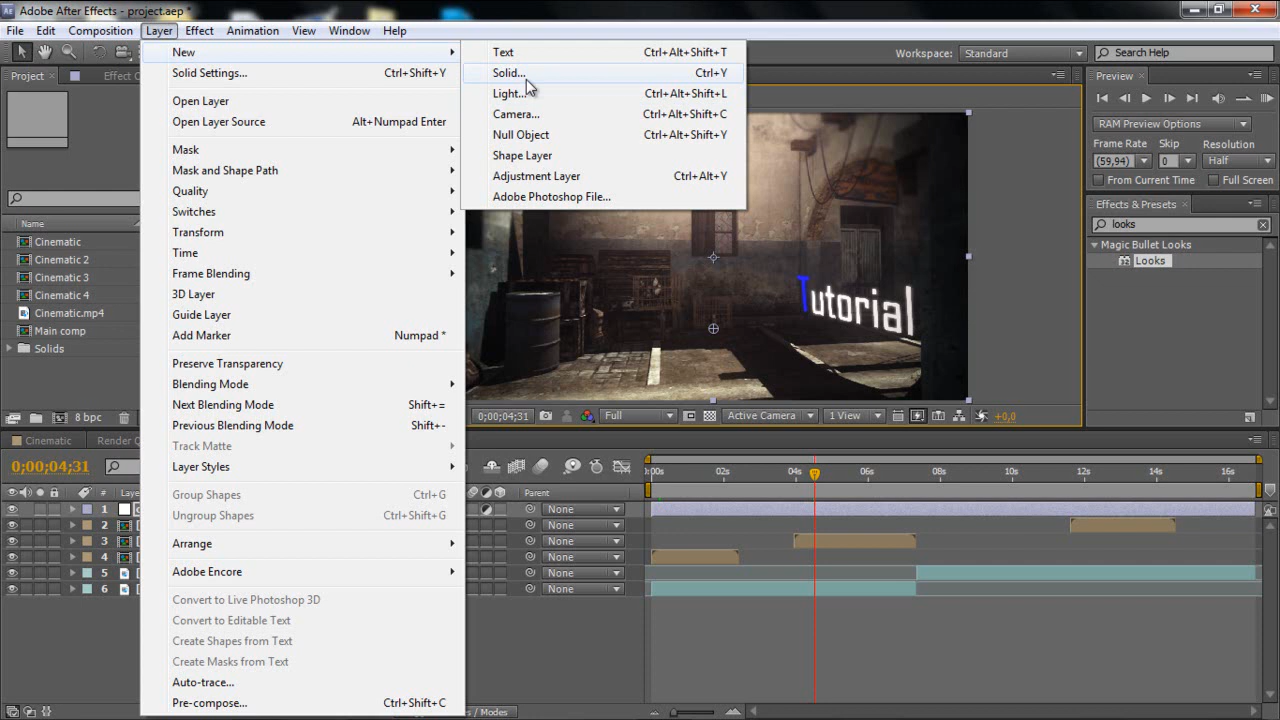 Adobe After Effects - project.aep *
File Edit Composition Layer Effect Animation View Window Help
Workspace: Standard Search Help
Project Effect C
Name
Cinematic
Cinematic 2
Cinematic 3
Cinematic 4
Cinematic.mp4
Main comp
Solids
8 bpc
New
Solid Settings... Ctrl+Shift+Y
Open Layer
Open Layer Source Alt+Numpad Enter
Mask
Mask and Shape Path
Quality
Switches
Transform
Time
Frame Blending
3D Layer
Guide Layer
Add Marker Numpad *
Preserve Transparency
Blending Mode
Next Blending Mode Shift+=
Previous Blending Mode Shift+-
Track Matte
Layer Styles
Group Shapes Ctrl+G
Ungroup Shapes Ctrl+Shift+G
Arrange
Adobe Encore
Convert to Live Photoshop 3D
Convert to Editable Text
Create Shapes from Text
Create Masks from Text
Auto-trace...
Pre-compose... Ctrl+Shift+C
Text Ctrl+Alt+Shift+T
Solid... Ctrl+Y
Light... Ctrl+Alt+Shift+L
Camera... Ctrl+Alt+Shift+C
Null Object Ctrl+Alt+Shift+Y
Shape Layer
Adjustment Layer Ctrl+Alt+Y
Adobe Photoshop File...
Tutorial
0;00;04;31 Full Active Camera 1 View +0,0
Preview
RAM Preview Options
Frame Rate Skip Resolution
(59,94) 0 Half
From Current Time Full Screen
Effects & Presets
looks
Magic Bullet Looks
32 Looks
Cinematic Render Q
0;00;04;31
:00s 02s 04s 06s 08s 10s 12s 14s 16s
# Laye Parent
1 None
2 None
3 None
4 None
5 None
6 None
/ Modes